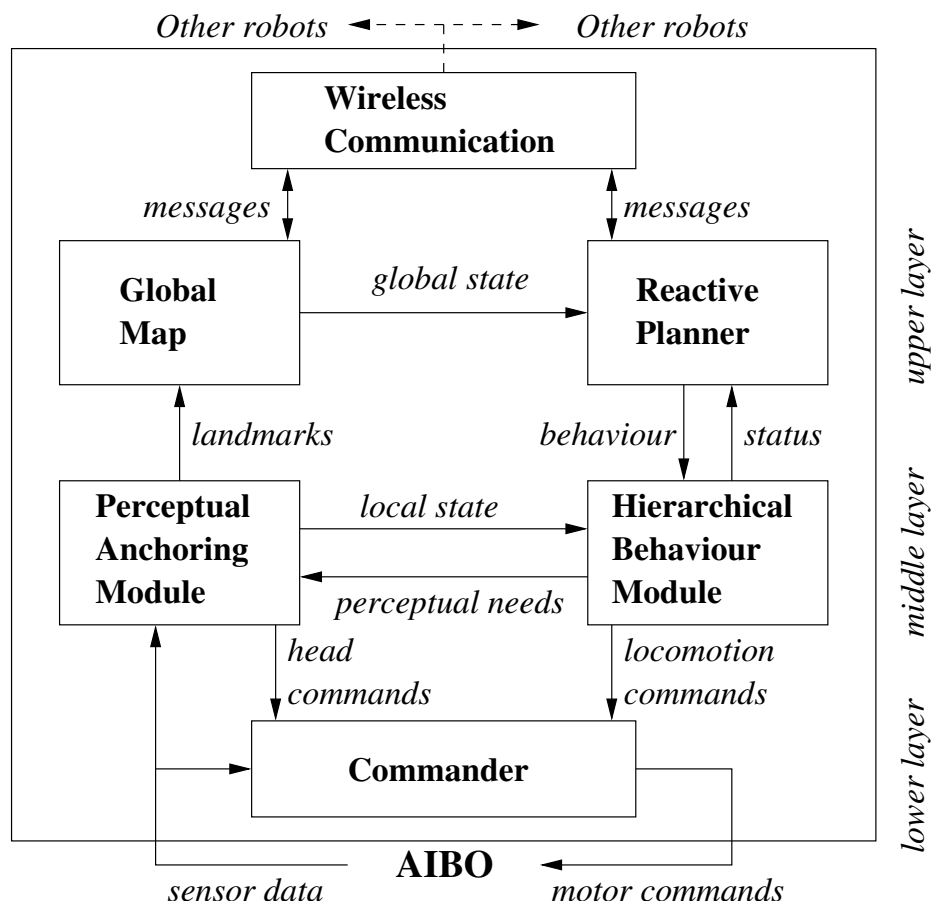 Other robots
Other robots
Wireless
Communication
messages
messages
Global
Map
global state
Reactive
Planner
upper layer
landmarks
behaviour
status
Perceptual
Anchoring
Module
local state
perceptual needs
Hierarchical
Behaviour
Module
middle layer
head
commands
locomotion
commands
Commander
lower layer
AIBO
sensor data
motor commands